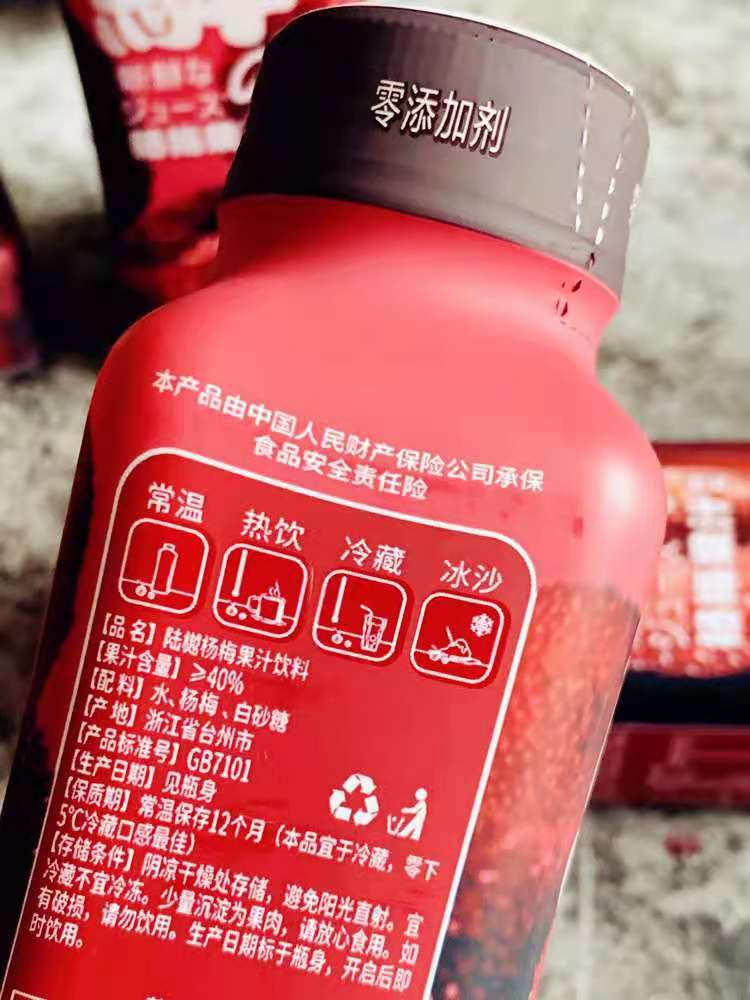 新鮮な
ジュース
零添加剂
本产品由中国人民财产保险公司承保
食品安全责任险
常温 热饮 冷藏 冰沙
【品 名】陆樾杨梅果汁饮料
【果汁含量】≥40%
【配料】水、杨梅、白砂糖
【产 地】浙江省台州市
【产品标准号】GB7101
【生产日期】见瓶身
【保质期】常温保存12个月（本品宜于冷藏，零下
5℃冷藏口感最佳）
【存储条件】阴凉干燥处存储，避免阳光直射。宜
冷藏不宜冷冻。少量沉淀为果肉，请放心食用。如
有破损，请勿饮用。生产日期标于瓶身，开启后即
时饮用。